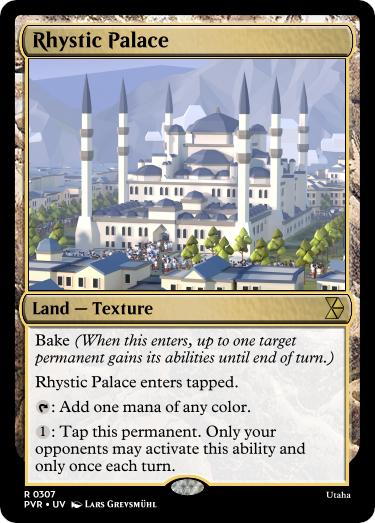 Rhystic Palace
Land — Texture
Bake (When this enters, up to one target
permanent gains its abilities until end of turn.)
Rhystic Palace enters tapped.
: Add one mana of any color.
1: Tap this permanent. Only your
opponents may activate this ability and
only once each turn.
R 0307
Utaha
PVR • UV Lars Greysmühl